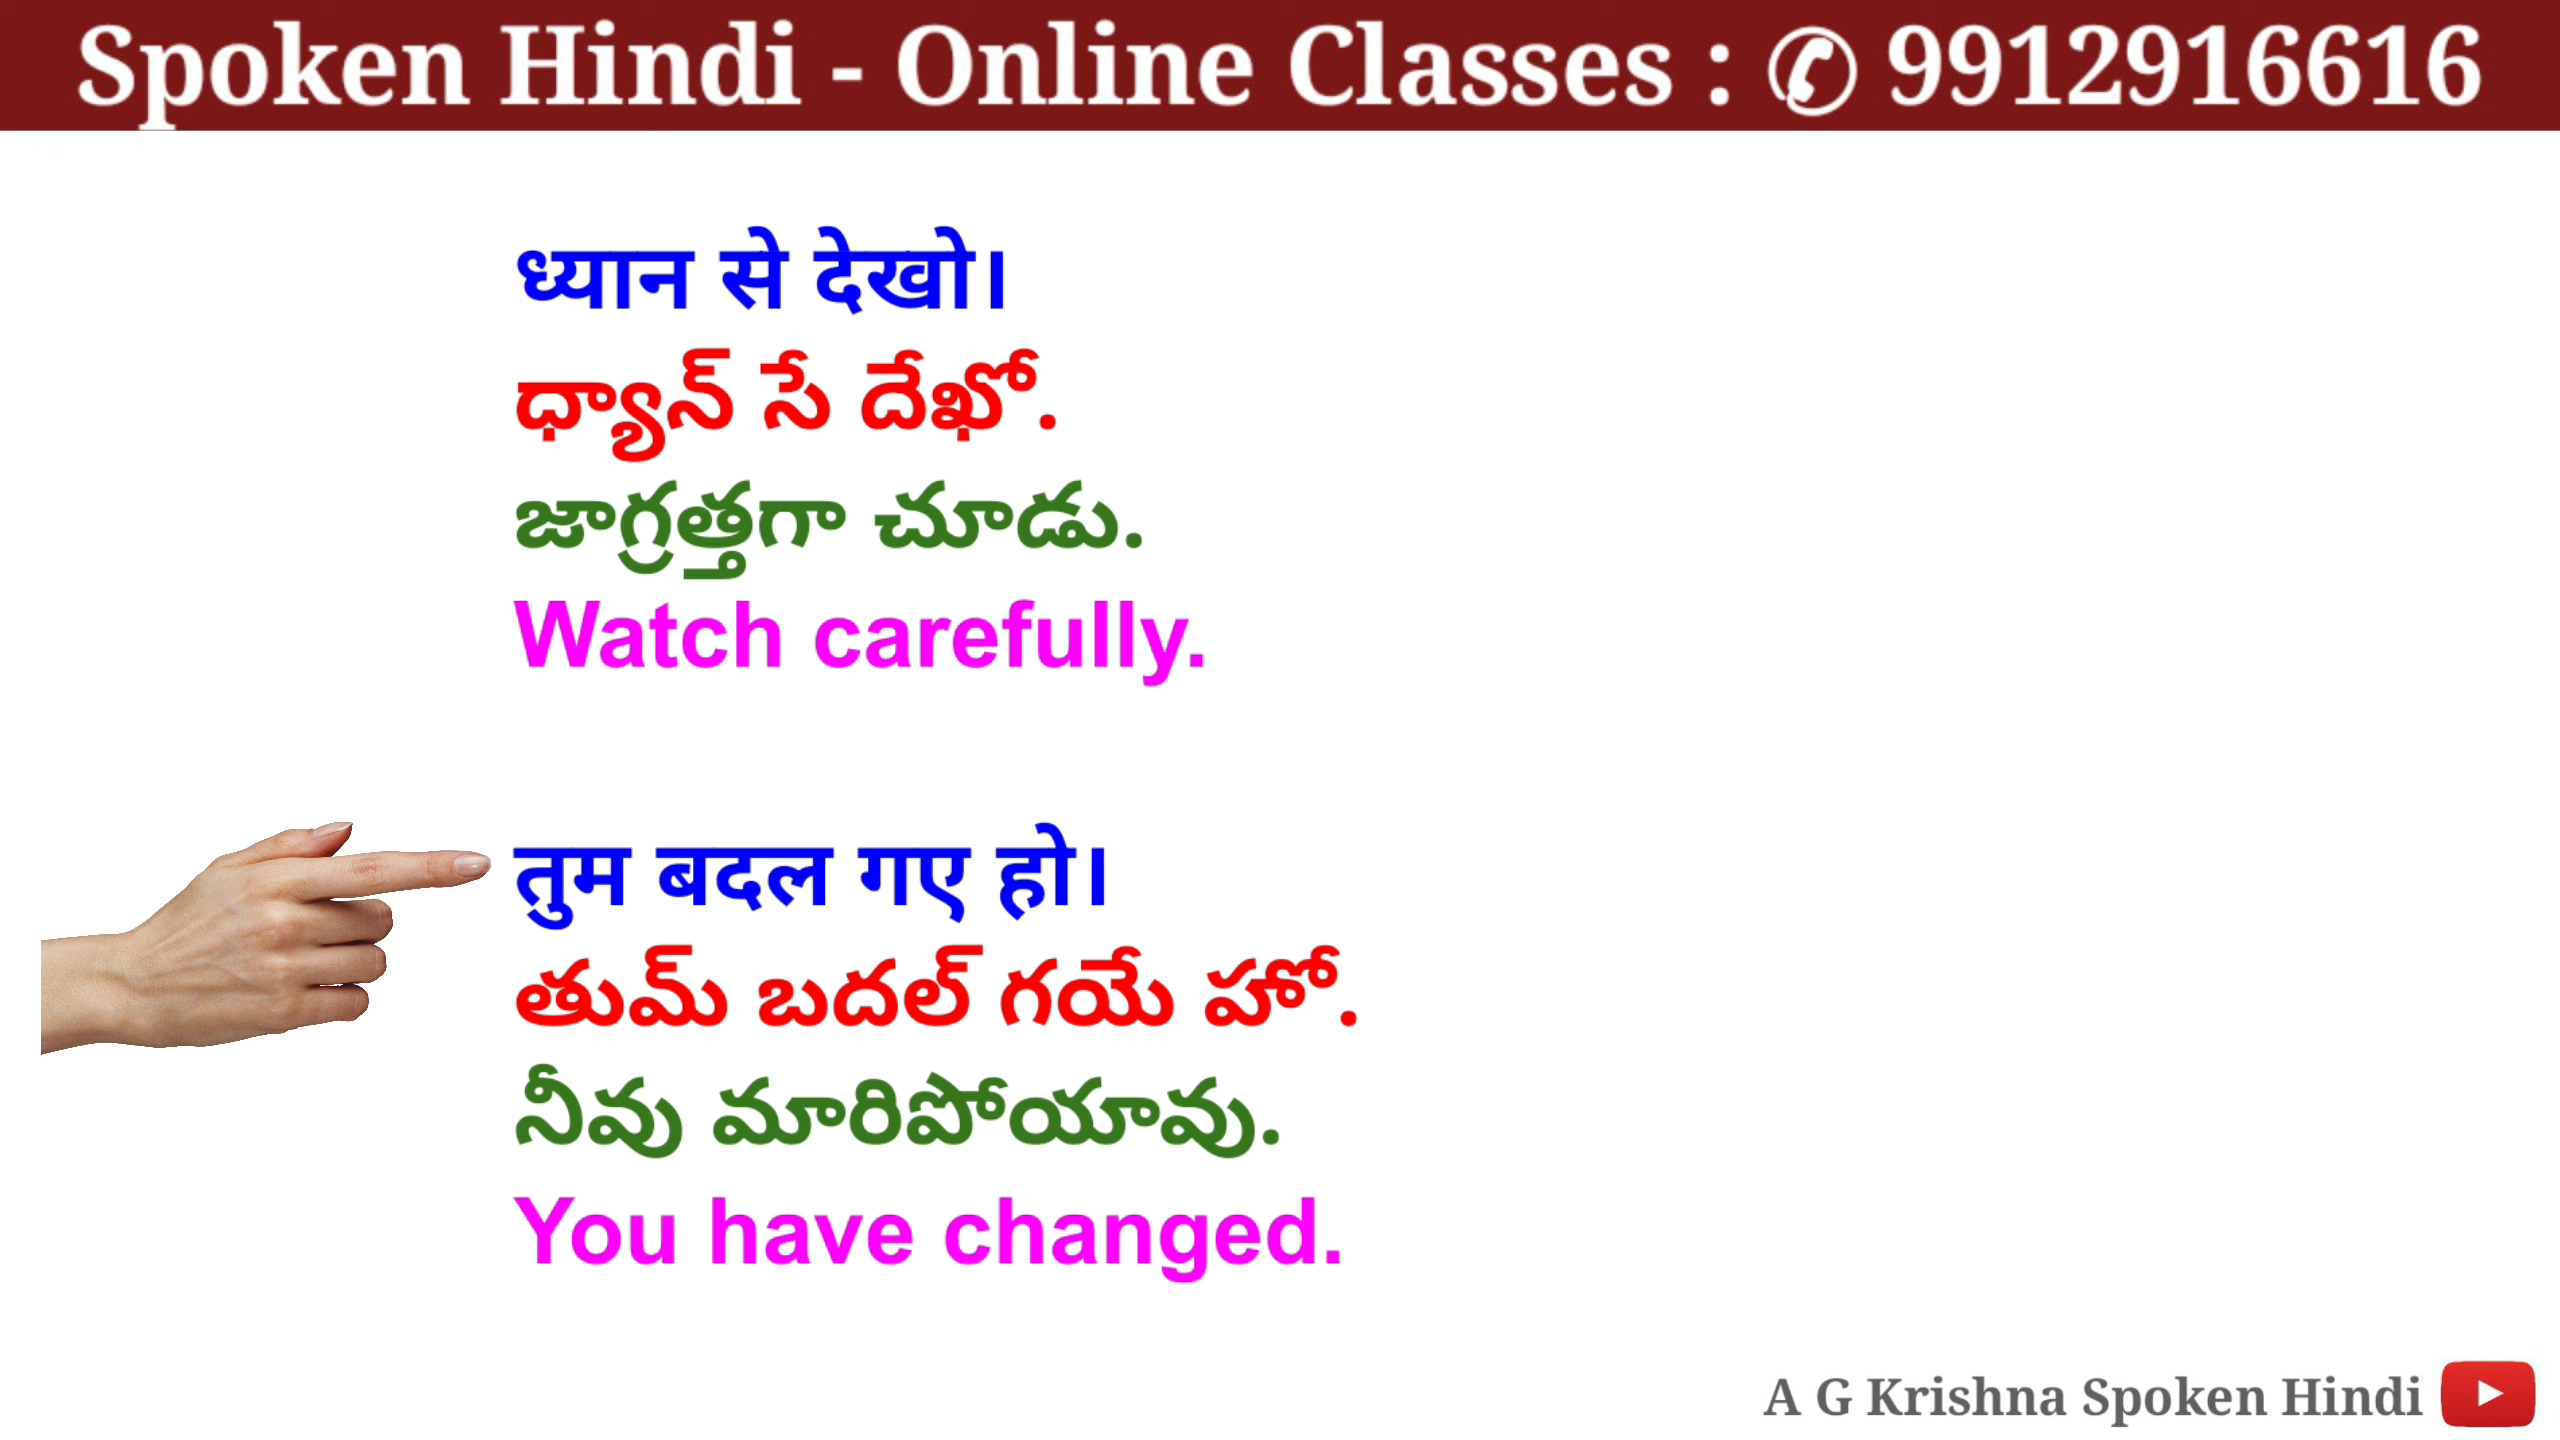 Spoken Hindi - Online Classes : ✆ 9912916616
ध्यान से देखो।
ధ్యాన్ సే దేఖో.
జాగ్రత్తగా చూడు.
Watch carefully.
तुम बदल गए हो।
తుమ్ బదల్ గయే హో.
నీవు మారిపోయావు.
You have changed.
A G Krishna Spoken Hindi